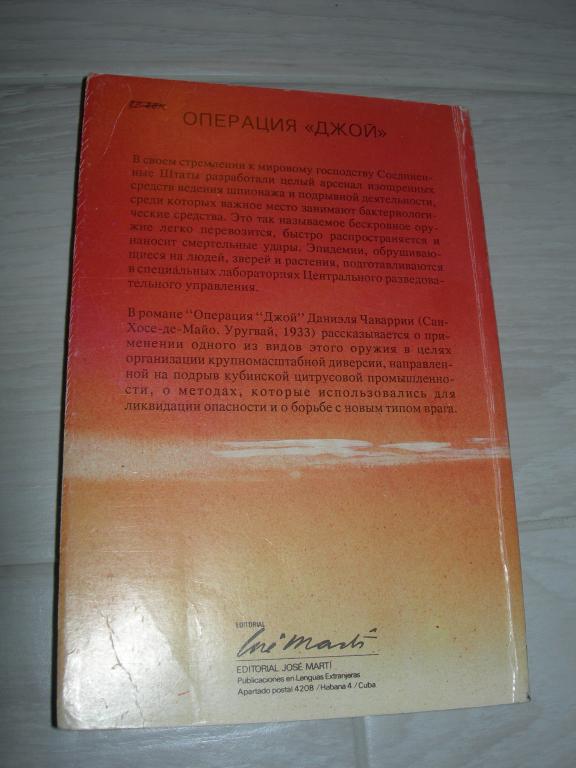 ОПЕРАЦИЯ «ДЖОЙ»
В своем стремлении к мировому господству Соединен-
ные Штаты разработали целый арсенал изощренных
средств ведения шпионажа и подрывной деятельности,
среди которых важное место занимают бактериологи-
ческие средства. Это так называемое бескровное ору-
жие легко перевозится, быстро распространяется и
наносит смертельные удары. Эпидемии, обрушиваю-
щиеся на людей, зверей и растения, подготавливаются
в специальных лабораториях Центрального разведова-
тельного управления.
В романе “Операция “Джой” Даниэля Чаваррии (Сан-
Хосе-де-Майо. Уругвай, 1933) рассказывается о при-
менении одного из видов этого оружия в целях
организации крупномасштабной диверсии, направлен-
ной на подрыв кубинской цитрусовой промышленно-
сти, о методах, которые использовались для
ликвидации опасности и о борьбе с новым типом врага.
EDITORIAL
José Martí
EDITORIAL JOSÉ MARTÍ
Publicaciones en Lenguas Extranjeras
Apartado postal 4208 / Habana 4 / Cuba